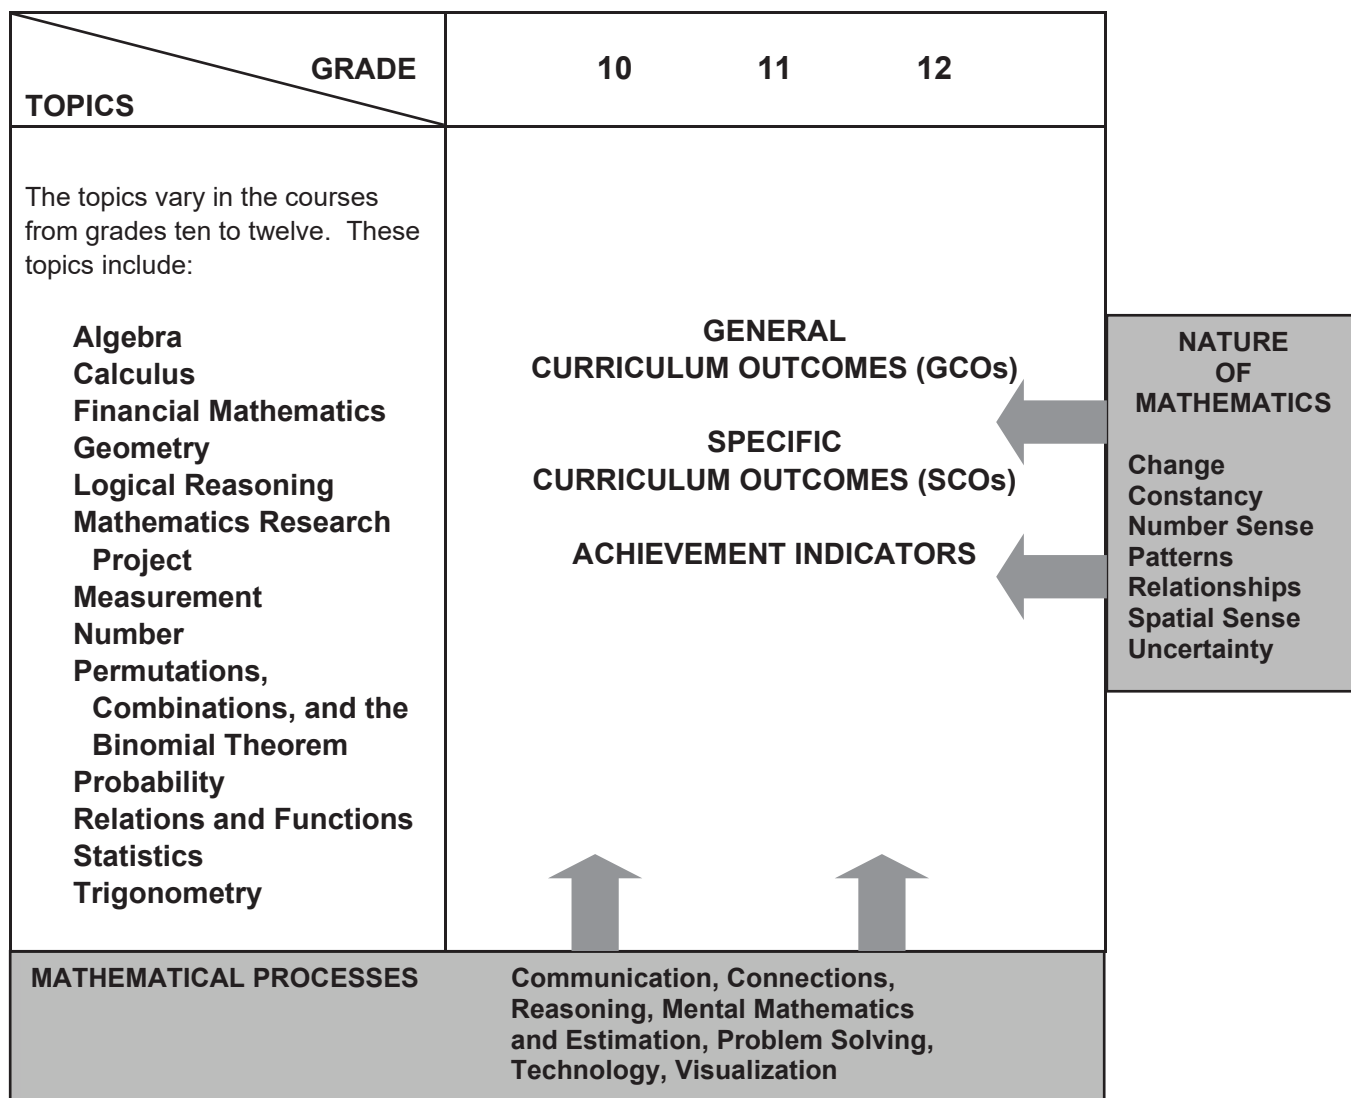 GRADE
TOPICS
10 11 12
The topics vary in the courses
from grades ten to twelve. These
topics include:
Algebra
Calculus
Financial Mathematics
Geometry
Logical Reasoning
Mathematics Research
Project
Measurement
Number
Permutations,
Combinations, and the
Binomial Theorem
Probability
Relations and Functions
Statistics
Trigonometry
GENERAL
CURRICULUM OUTCOMES (GCOs)
SPECIFIC
CURRICULUM OUTCOMES (SCOs)
ACHIEVEMENT INDICATORS
NATURE
OF
MATHEMATICS
Change
Constancy
Number Sense
Patterns
Relationships
Spatial Sense
Uncertainty
MATHEMATICAL PROCESSES
Communication, Connections,
Reasoning, Mental Mathematics
and Estimation, Problem Solving,
Technology, Visualization